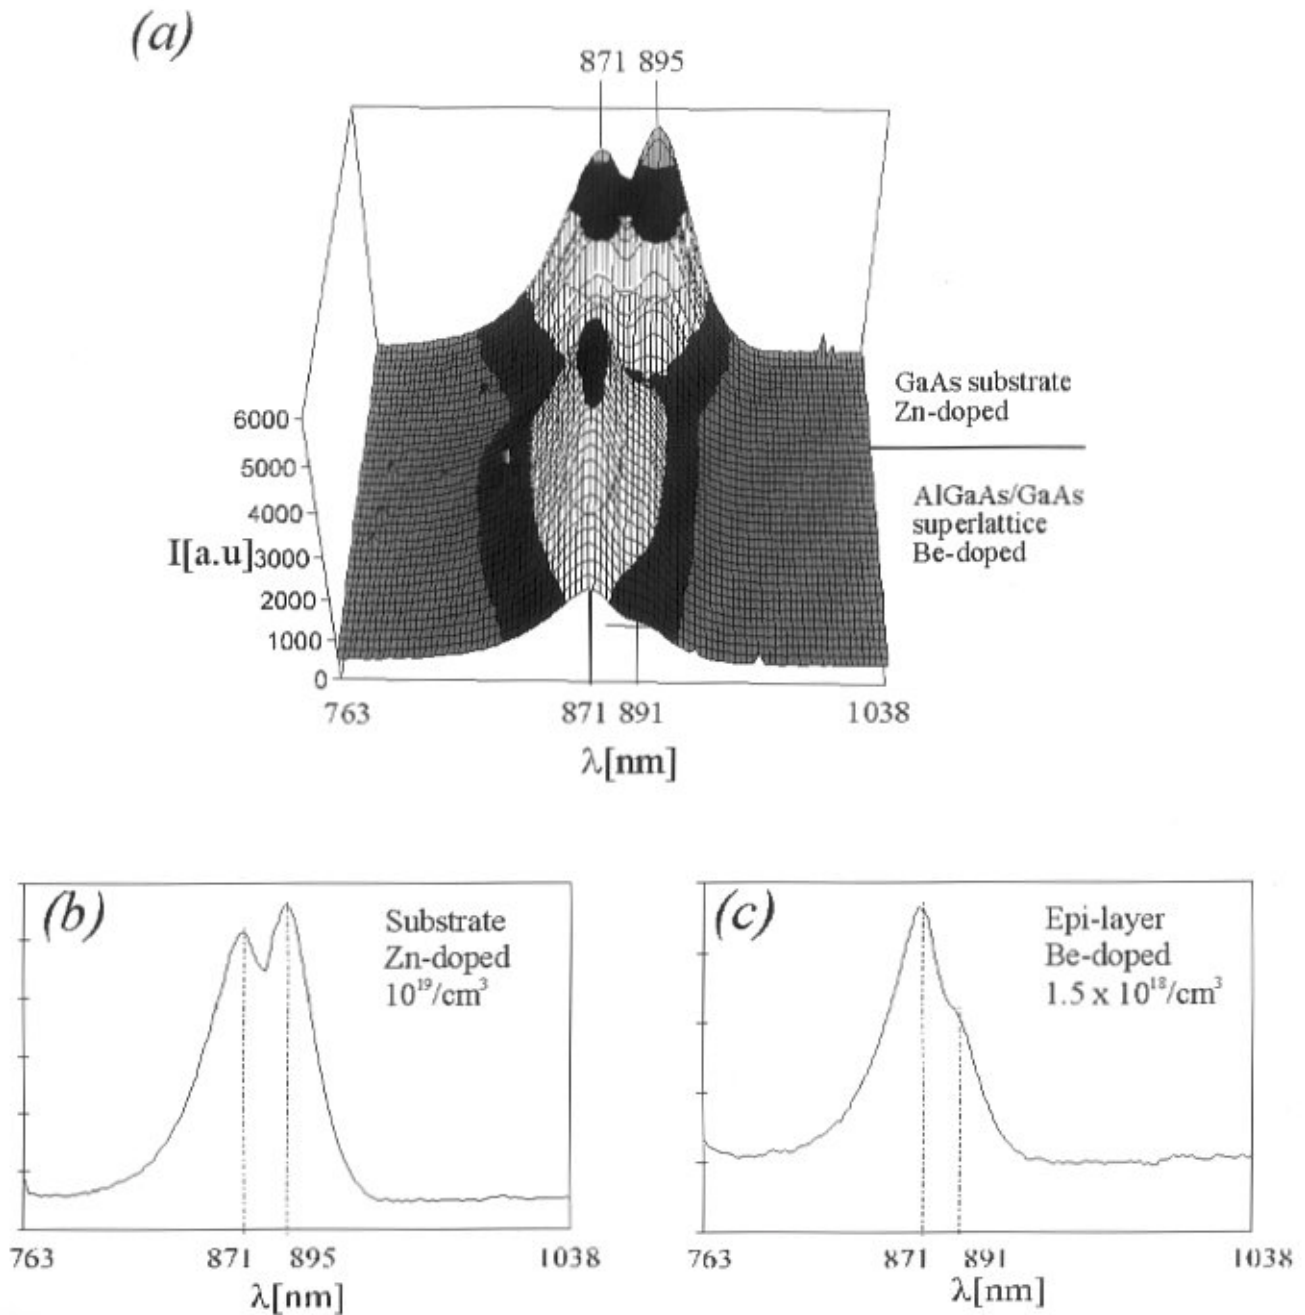 (a)
871 895
GaAs substrate
Zn-doped
6000
5000
AlGaAs/GaAs
superlattice
Be-doped
4000
I[a.u]
3000
2000
1000
0
763 871 891 1038
λ[nm]
(b)
Substrate
Zn-doped
10¹⁹/cm³
763 871 895 1038
λ[nm]
(c)
Epi-layer
Be-doped
1.5 x 10¹⁸/cm³
763 871 891 1038
λ[nm]